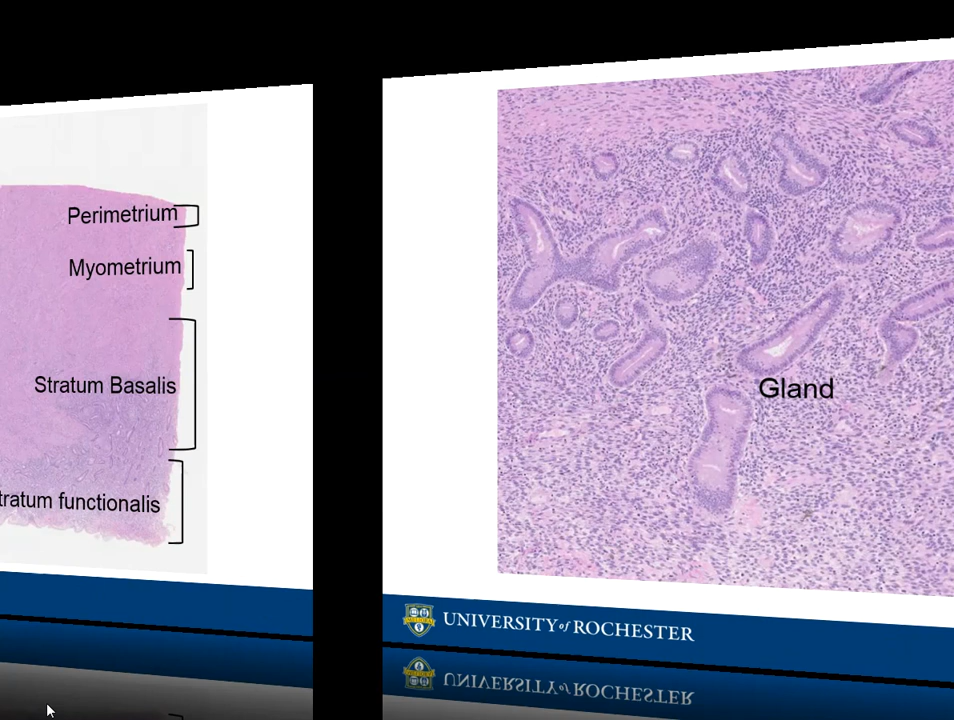 Perimetrium
Myometrium
Stratum Basalis
tratum functionalis
Gland
UNIVERSITY of ROCHESTER